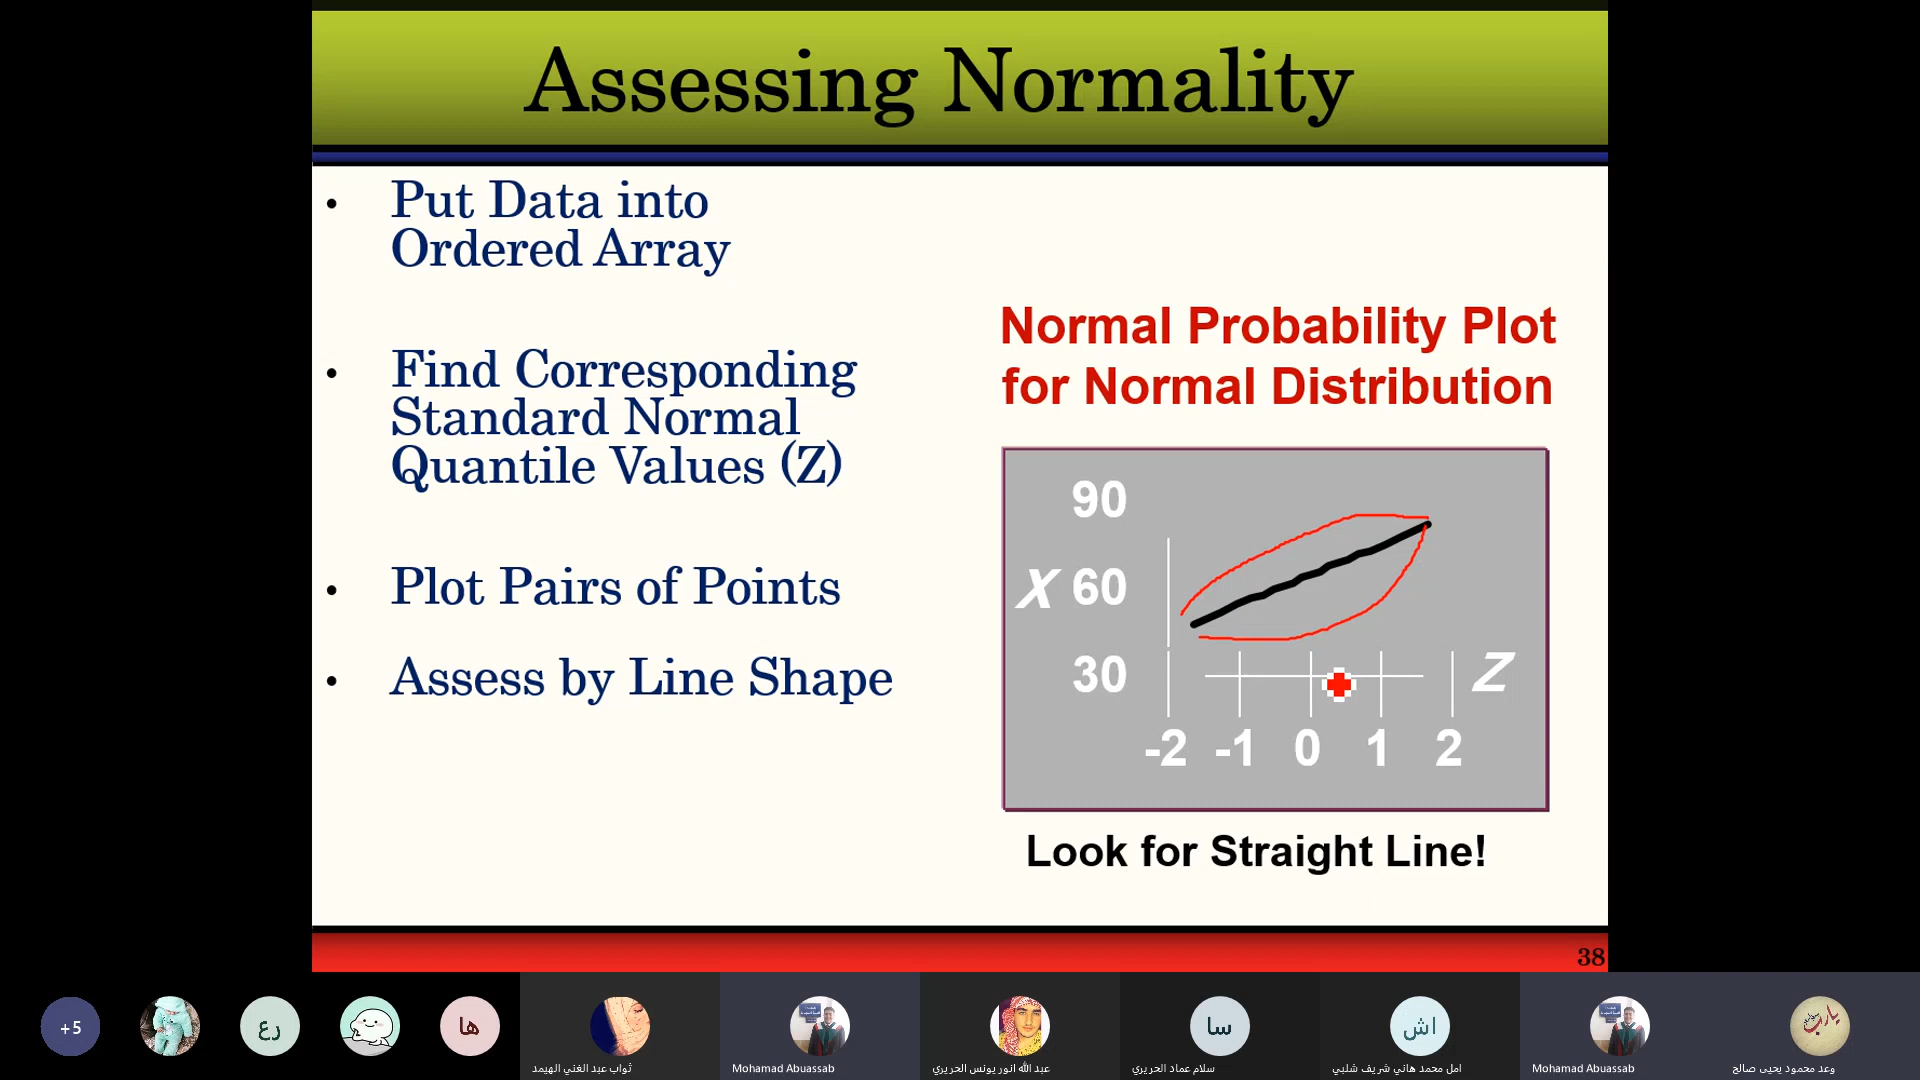 Assessing Normality
• Put Data into
Ordered Array
• Find Corresponding
Standard Normal
Quantile Values (Z)
• Plot Pairs of Points
• Assess by Line Shape
Normal Probability Plot
for Normal Distribution
90
X 60
30
Z
-2 -1 0 1 2
Look for Straight Line!
38
+5
رع
ها
سا
اش
يارب
ثواب عبد الغني الهيمد
Mohamad Abuassab
عبد الله انور يونس الحريري
سلام عماد الحريري
امل محمد هاني شريف شلبي
Mohamad Abuassab
وعد محمود يحيى صالح